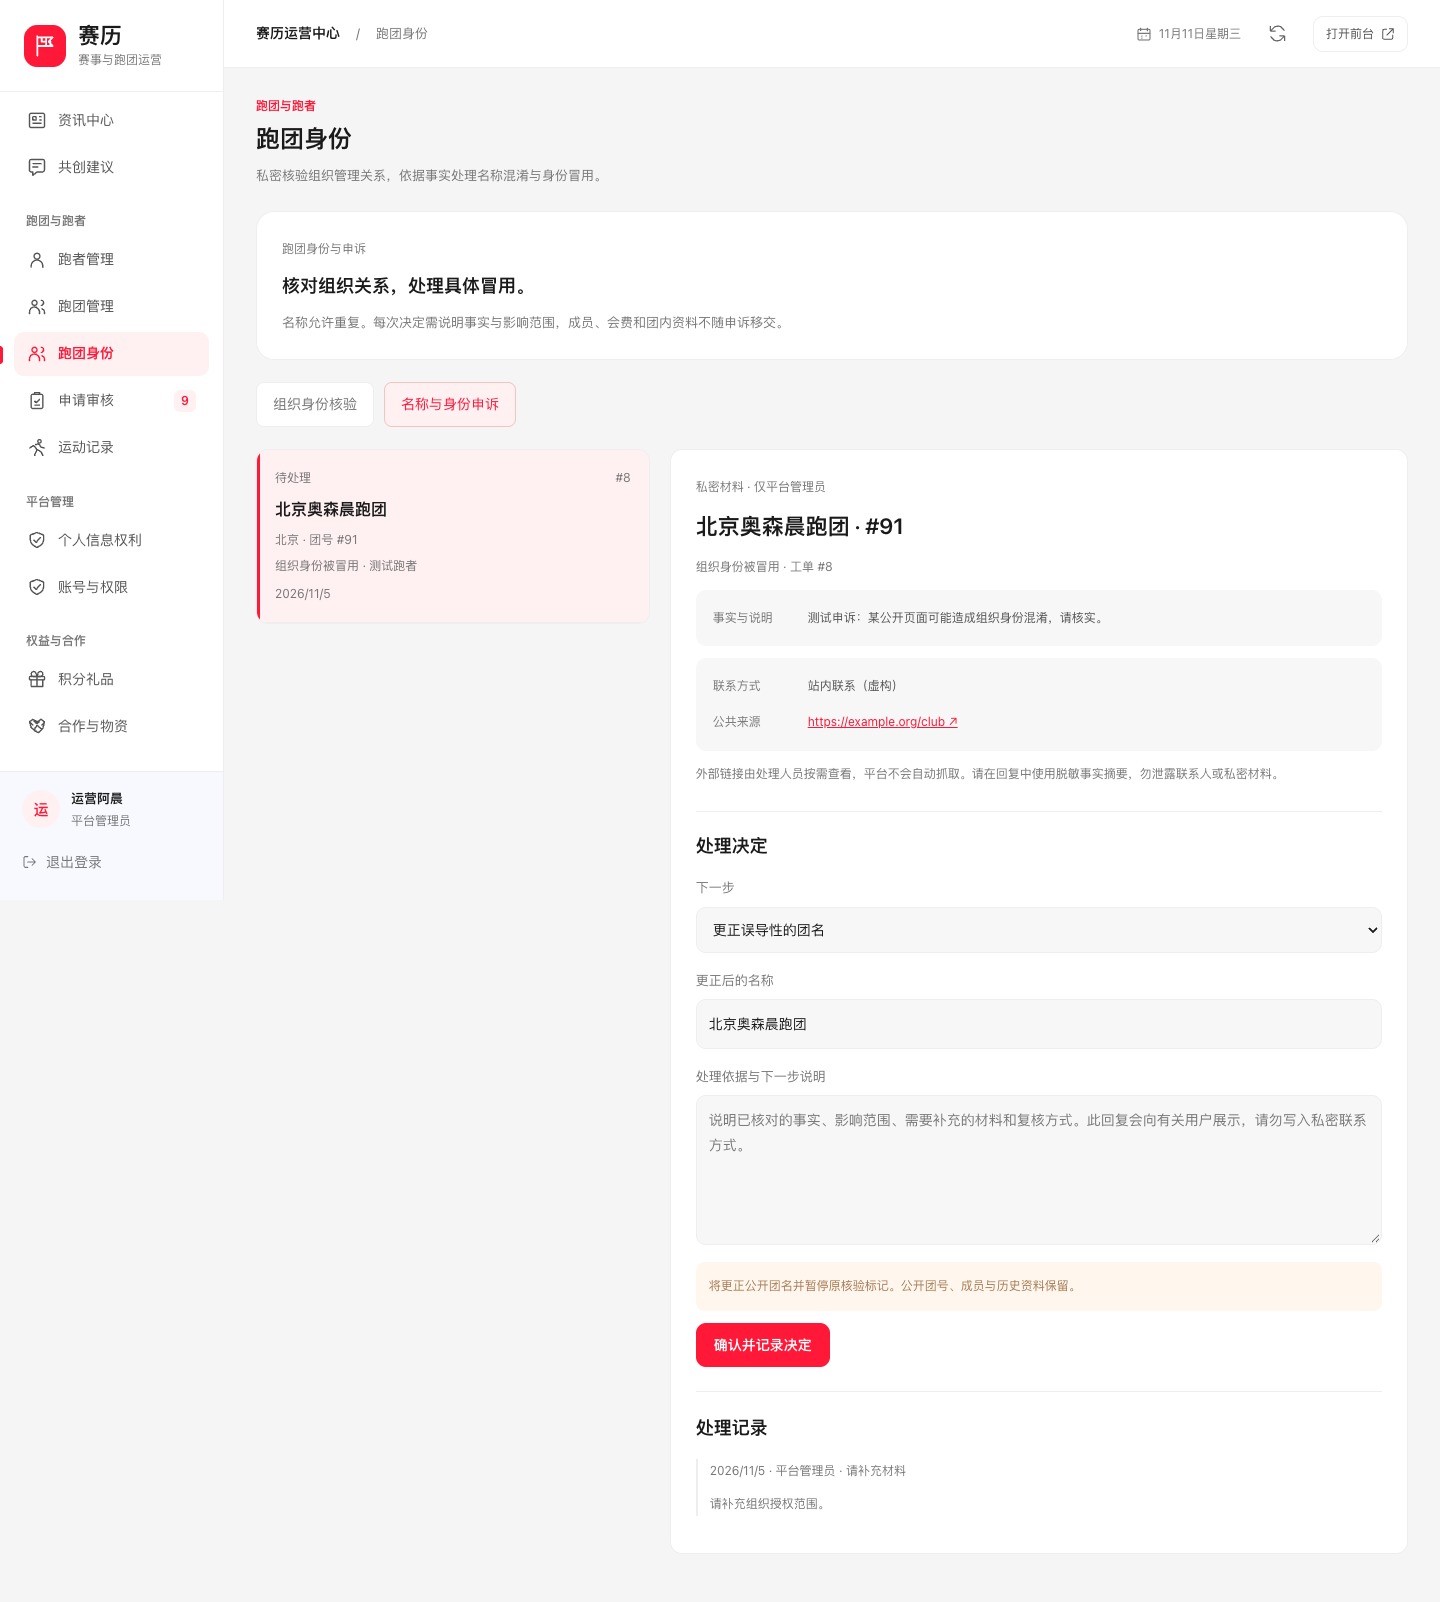 赛历
赛事与跑团运营
资讯中心
共创建议
跑团与跑者
跑者管理
跑团管理
跑团身份
申请审核
9
运动记录
平台管理
个人信息权利
账号与权限
权益与合作
积分礼品
合作与物资
运
运营阿晨
平台管理员
退出登录
赛历运营中心 / 跑团身份
11月11日星期三
打开前台
跑团与跑者
跑团身份
私密核验组织管理关系，依据事实处理名称混淆与身份冒用。
跑团身份与申诉
核对组织关系，处理具体冒用。
名称允许重复。每次决定需说明事实与影响范围，成员、会费和团内资料不随申诉移交。
组织身份核验
名称与身份申诉
待处理 #8
北京奥森晨跑团
北京 · 团号 #91
组织身份被冒用 · 测试跑者
2026/11/5
私密材料 · 仅平台管理员
北京奥森晨跑团 · #91
组织身份被冒用 · 工单 #8
事实与说明 测试申诉：某公开页面可能造成组织身份混淆，请核实。
联系方式 站内联系（虚构）
公共来源 https://example.org/club ↗
外部链接由处理人员按需查看，平台不会自动抓取。请在回复中使用脱敏事实摘要，勿泄露联系人或私密材料。
处理决定
下一步
更正误导性的团名
更正后的名称
北京奥森晨跑团
处理依据与下一步说明
说明已核对的事实、影响范围、需要补充的材料和复核方式。此回复会向有关用户展示，请勿写入私密联系
方式。
将更正公开团名并暂停原核验标记。公开团号、成员与历史资料保留。
确认并记录决定
处理记录
2026/11/5 · 平台管理员 · 请补充材料
请补充组织授权范围。